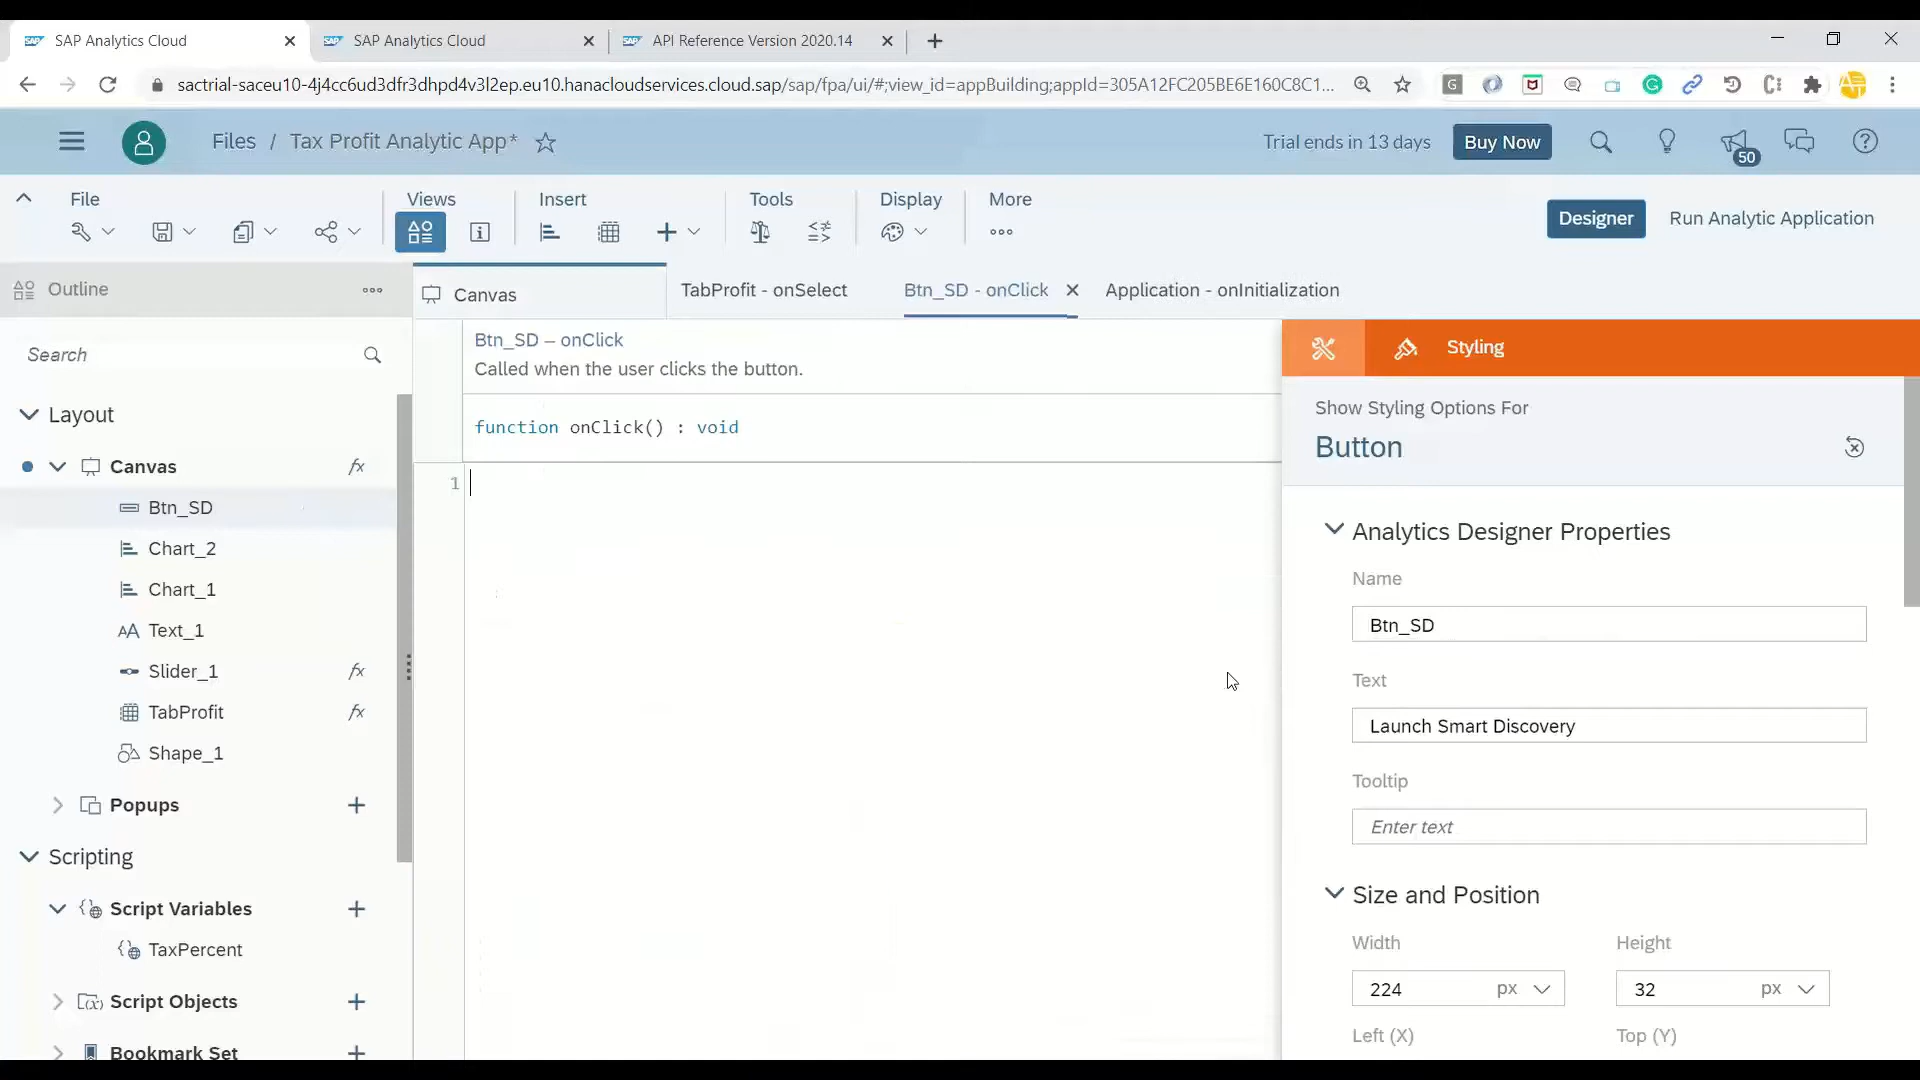 SAP Analytics Cloud
SAP Analytics Cloud
API Reference Version 2020.14
sactrial-saceu10-4j4cc6ud3dfr3dhpd4v3l2ep.eu10.hanacloudservices.cloud.sap/sap/fpa/ui/#;view_id=appBuilding;appId=305A12FC205BE6E160C8C1...
Files / Tax Profit Analytic App*
Trial ends in 13 days
Buy Now
50
File
Views
Insert
Tools
Display
More
Designer
Run Analytic Application
Outline
Canvas
TabProfit - onSelect
Btn_SD - onClick
Application - onInitialization
Search
Btn_SD – onClick
Called when the user clicks the button.
function onClick() : void
1
Layout
Canvas
Btn_SD
Chart_2
Chart_1
Text_1
Slider_1
TabProfit
Shape_1
Popups
Scripting
Script Variables
TaxPercent
Script Objects
Bookmark Set
Styling
Show Styling Options For
Button
Analytics Designer Properties
Name
Btn_SD
Text
Launch Smart Discovery
Tooltip
Enter text
Size and Position
Width
Height
224 px
32 px
Left (X)
Top (Y)